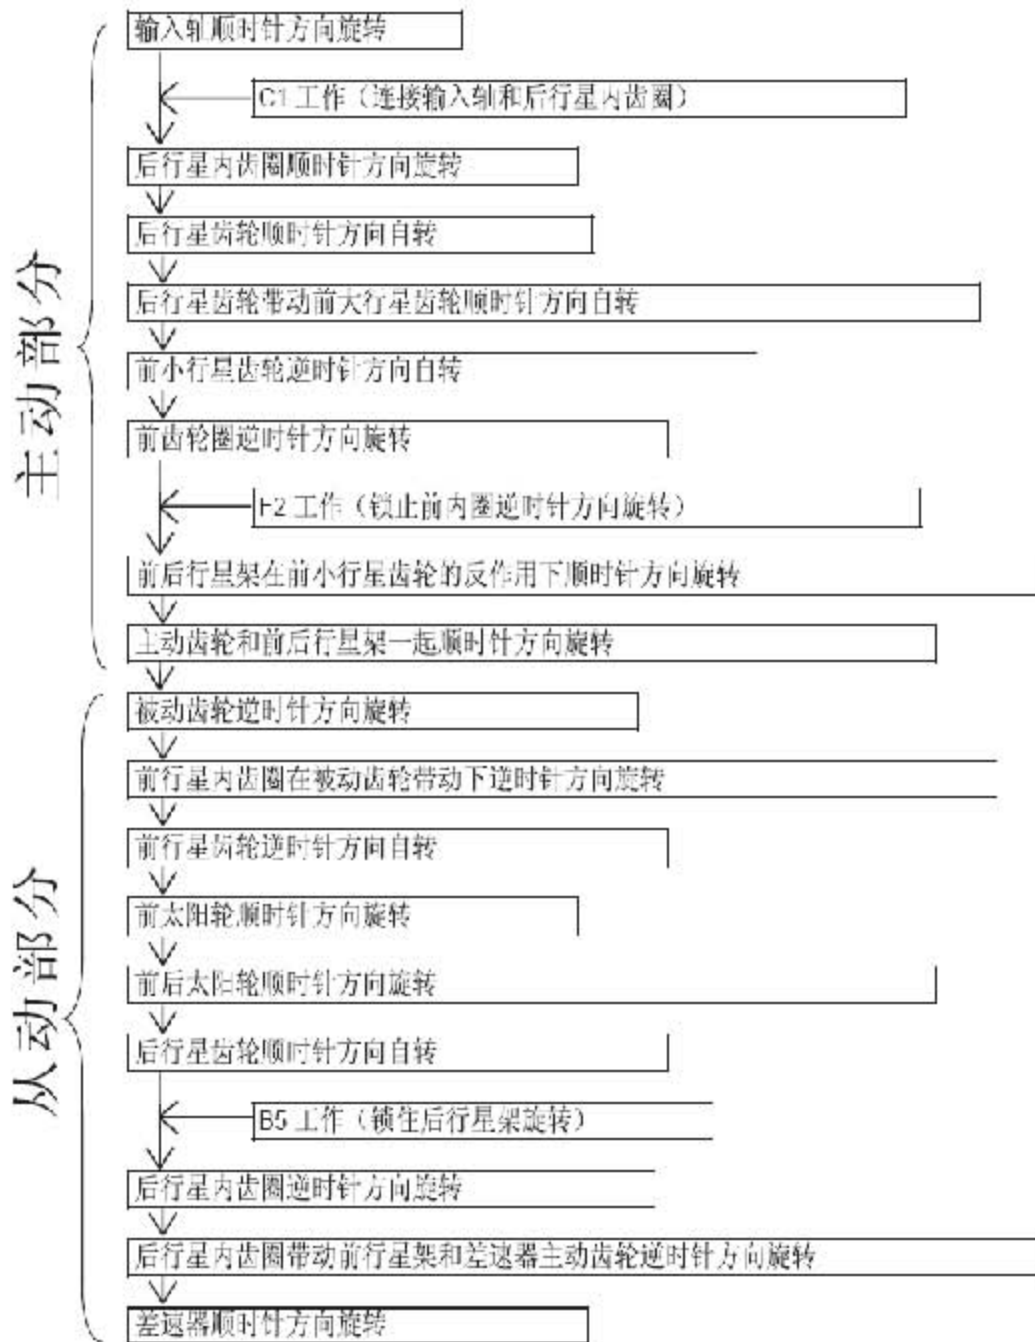 输入轴顺时针方向旋转
C1 工作（连接输入轴和后行星内齿圈）
后行星内齿圈顺时针方向旋转
后行星齿轮顺时针方向自转
后行星齿轮带动前大行星齿轮顺时针方向自转
前小行星齿轮逆时针方向自转
前齿轮圈逆时针方向旋转
F2 工作（锁止前内圈逆时针方向旋转）
前后行星架在前小行星齿轮的反作用下顺时针方向旋转
主动齿轮和前后行星架一起顺时针方向旋转
主动部分
被动齿轮逆时针方向旋转
前行星内齿圈在被动齿轮带动下逆时针方向旋转
前行星齿轮逆时针方向自转
前太阳轮顺时针方向旋转
前后太阳轮顺时针方向旋转
后行星齿轮顺时针方向自转
B5 工作（锁住后行星架旋转）
后行星内齿圈逆时针方向旋转
后行星内齿圈带动前行星架和差速器主动齿轮逆时针方向旋转
差速器顺时针方向旋转
从动部分